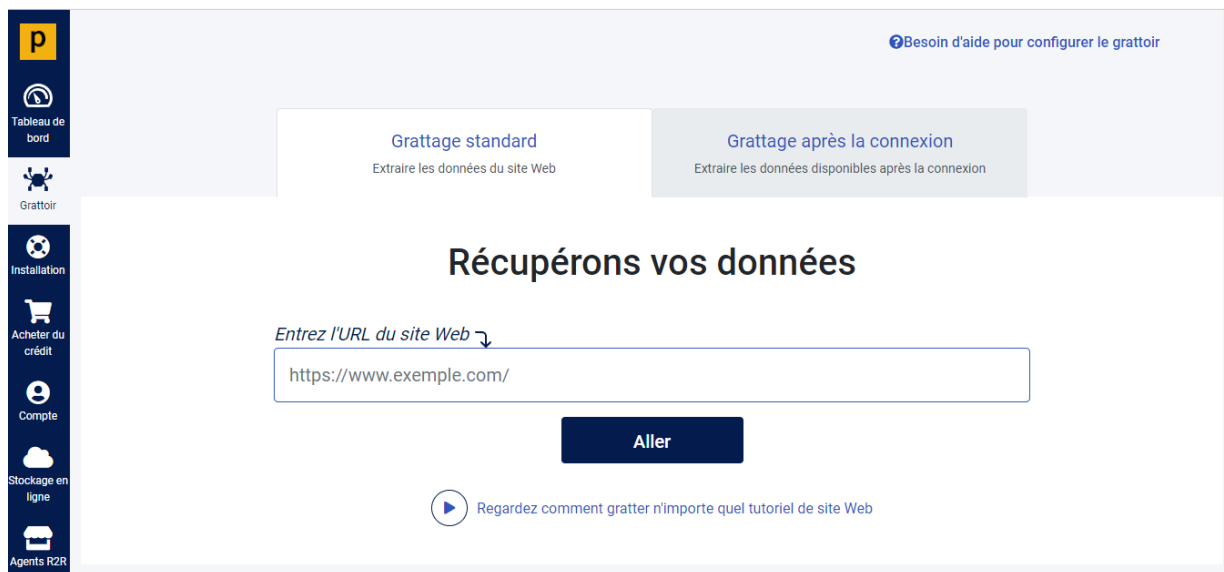 p
Besoin d'aide pour configurer le grattoir
Tableau de
bord
Grattoir
Installation
Acheter du
crédit
Compte
Stockage en
ligne
Agents R2R
Grattage standard
Extraire les données du site Web
Grattage après la connexion
Extraire les données disponibles après la connexion
Récupérons vos données
Entrez l'URL du site Web
https://www.exemple.com/
Aller
Regardez comment gratter n'importe quel tutoriel de site Web